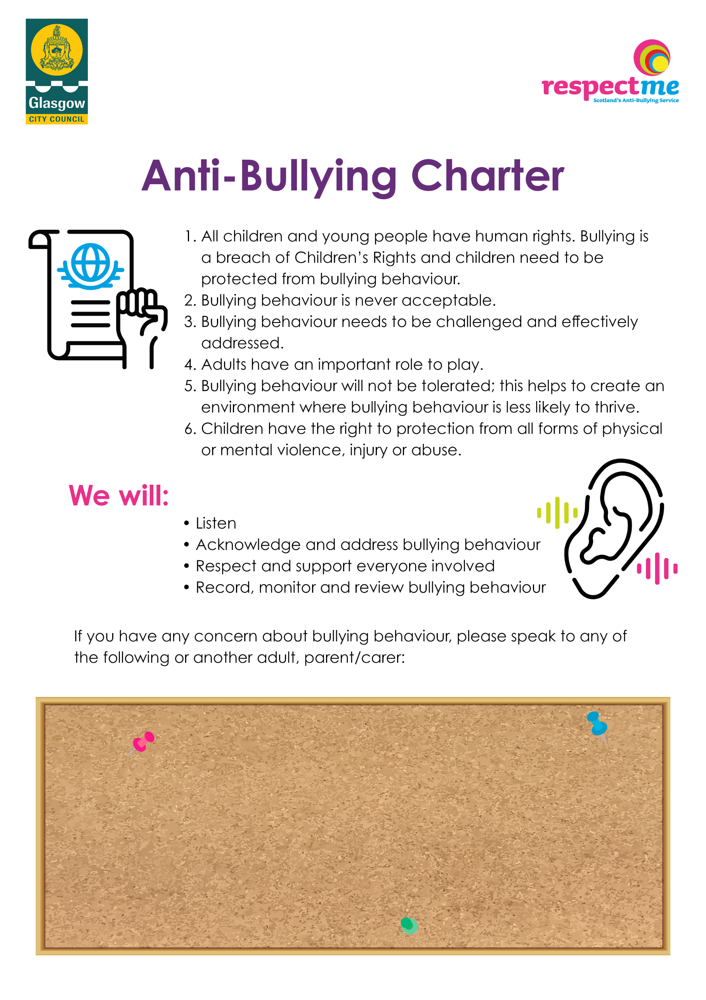 Glasgow
CITY COUNCIL
respectme
Scotland's Anti-Bullying Service
Anti-Bullying Charter
1. All children and young people have human rights. Bullying is
a breach of Children's Rights and children need to be
protected from bullying behaviour.
2. Bullying behaviour is never acceptable.
3. Bullying behaviour needs to be challenged and effectively
addressed.
4. Adults have an important role to play.
5. Bullying behaviour will not be tolerated; this helps to create an
environment where bullying behaviour is less likely to thrive.
6. Children have the right to protection from all forms of physical
or mental violence, injury or abuse.
We will:
• Listen
• Acknowledge and address bullying behaviour
• Respect and support everyone involved
• Record, monitor and review bullying behaviour
If you have any concern about bullying behaviour, please speak to any of
the following or another adult, parent/carer: